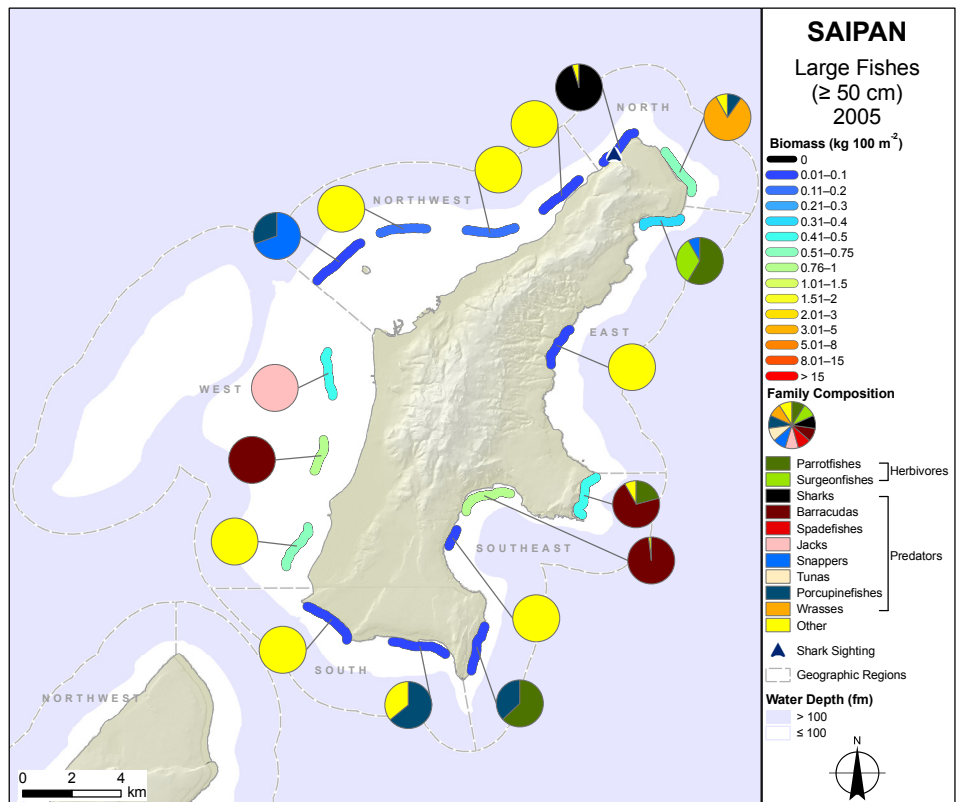 SAIPAN
Large Fishes
(≥ 50 cm)
2005
Biomass (kg 100 m⁻²)
0
0.01–0.1
0.11–0.2
0.21–0.3
0.31–0.4
0.41–0.5
0.51–0.75
0.76–1
1.01–1.5
1.51–2
2.01–3
3.01–5
5.01–8
8.01–15
> 15
Family Composition
Parrotfishes
Surgeonfishes
Herbivores
Sharks
Barracudas
Spadefishes
Jacks
Snappers
Tunas
Porcupinefishes
Wrasses
Predators
Other
Shark Sighting
Geographic Regions
Water Depth (fm)
> 100
≤ 100
N
NORTH
NORTHWEST
EAST
WEST
SOUTHEAST
SOUTH
NORTHWEST
0 2 4
km